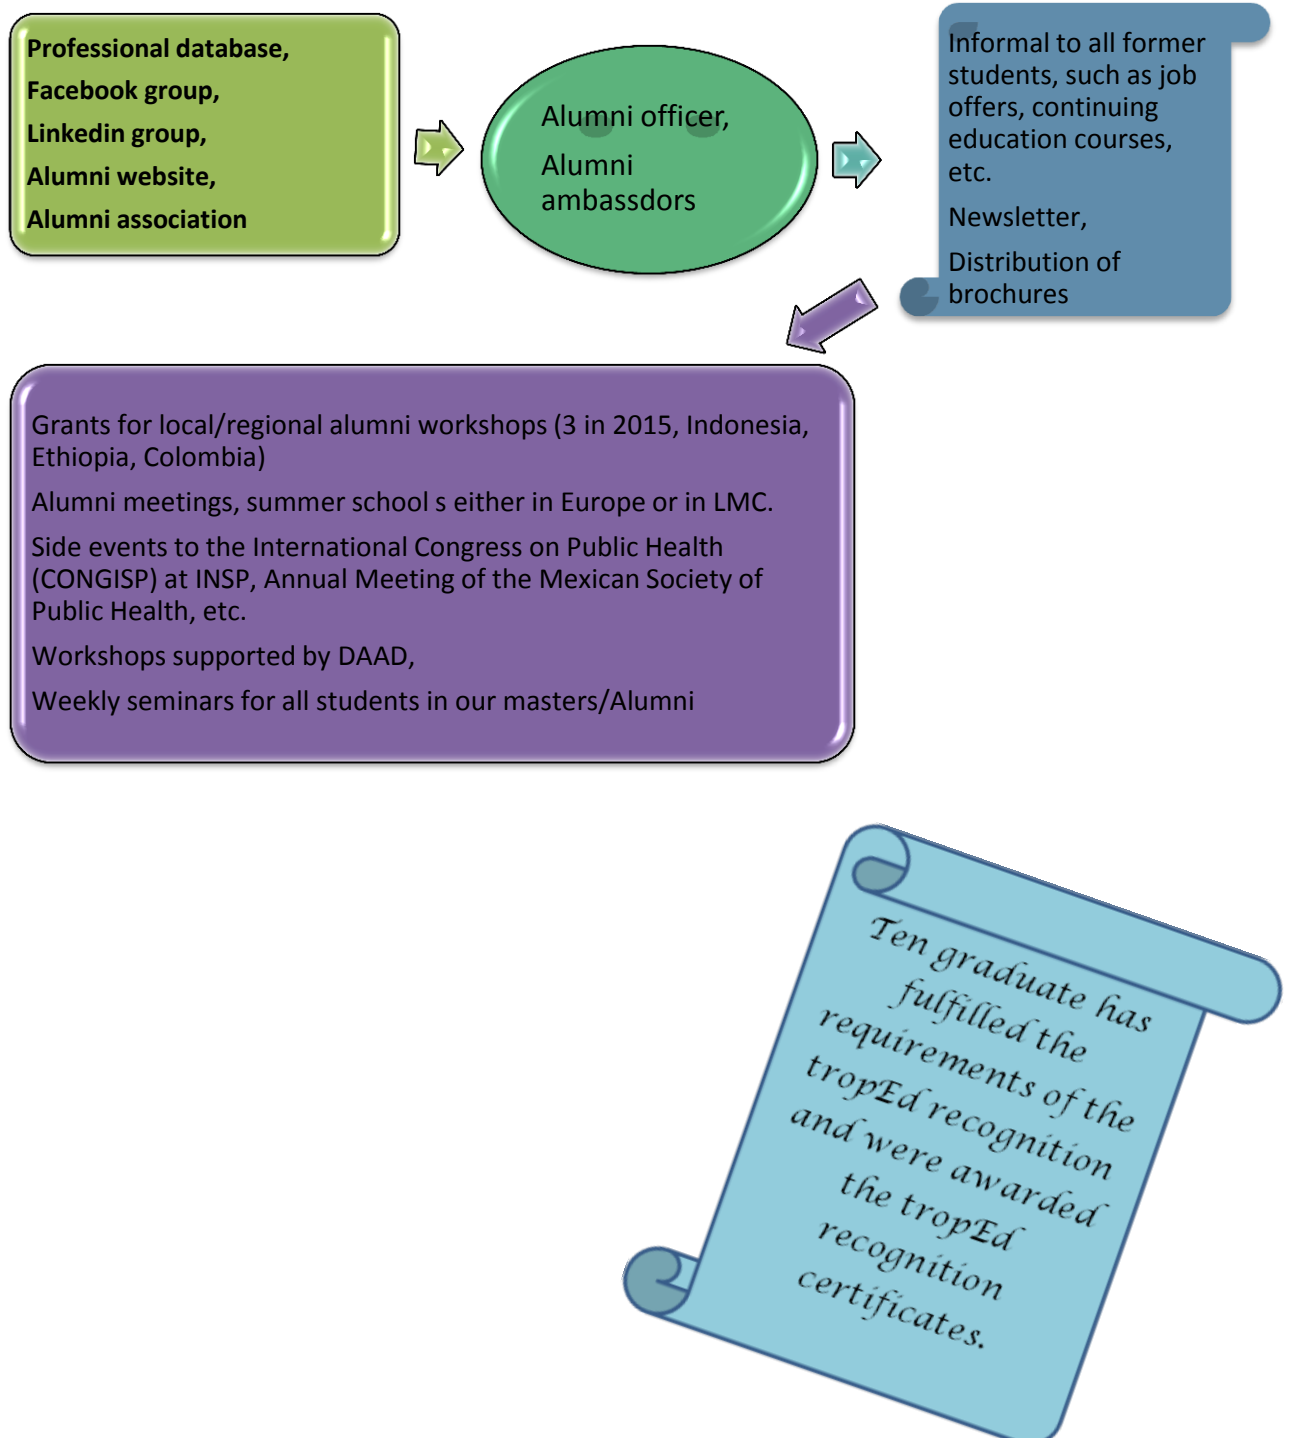 Professional database,
Facebook group,
Linkedin group,
Alumni website,
Alumni association
Alumni officer,
Alumni
ambassdors
Informal to all former
students, such as job
offers, continuing
education courses,
etc.
Newsletter,
Distribution of
brochures
Grants for local/regional alumni workshops (3 in 2015, Indonesia,
Ethiopia, Colombia)
Alumni meetings, summer school s either in Europe or in LMC.
Side events to the International Congress on Public Health
(CONGISP) at INSP, Annual Meeting of the Mexican Society of
Public Health, etc.
Workshops supported by DAAD,
Weekly seminars for all students in our masters/Alumni
Ten graduate has
fulfilled the
requirements of the
tropEd recognition
and were awarded
the tropEd
recognition
certificates.